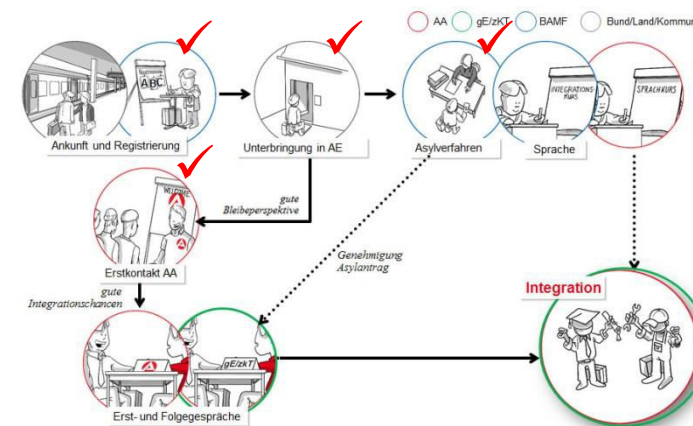 AA gE/zKT BAMF Bund/Land/Kommun
ABC
INTEGRATIONS
KURS
SPRACHKURS
Ankunft und Registrierung
Unterbringung in AE
Asylverfahren
Sprache
WELCOME
A
A
gute
Bleibeperspektive
Erstkontakt AA
Genehmigung
Asylantrag
gute
Integrationschancen
Integration
A
gE/zkT
Erst- und Folgegespräche